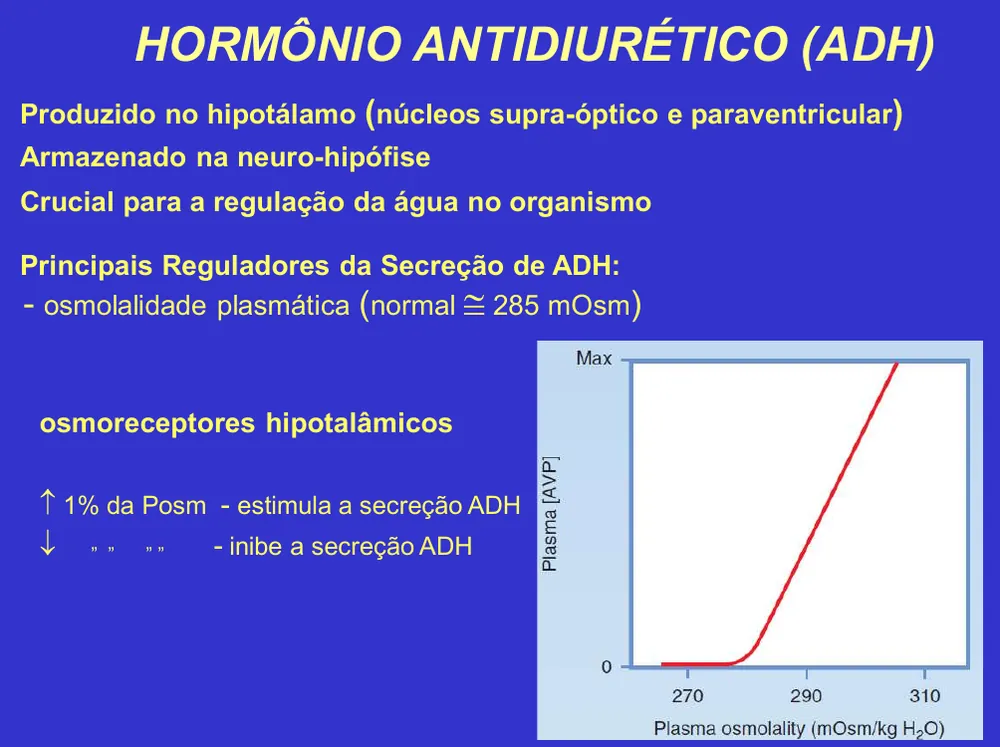 HORMÔNIO ANTIDIURÉTICO (ADH)
Produzido no hipotálamo (núcleos supra-óptico e paraventricular)
Armazenado na neuro-hipófise
Crucial para a regulação da água no organismo
Principais Reguladores da Secreção de ADH:
- osmolalidade plasmática (normal ≅ 285 mOsm)
osmoreceptores hipotalâmicos
↑ 1% da Posm - estimula a secreção ADH
↓ ” ” ” ” - inibe a secreção ADH
Max
Plasma [AVP]
0
270 290 310
Plasma osmolality (mOsm/kg H₂O)